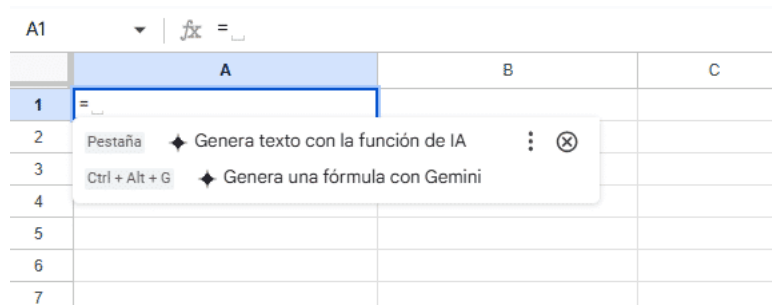 A1 fx =
A B C
1 =
2 Pestaña Genera texto con la función de IA
3 Ctrl + Alt + G Genera una fórmula con Gemini
4
5
6
7